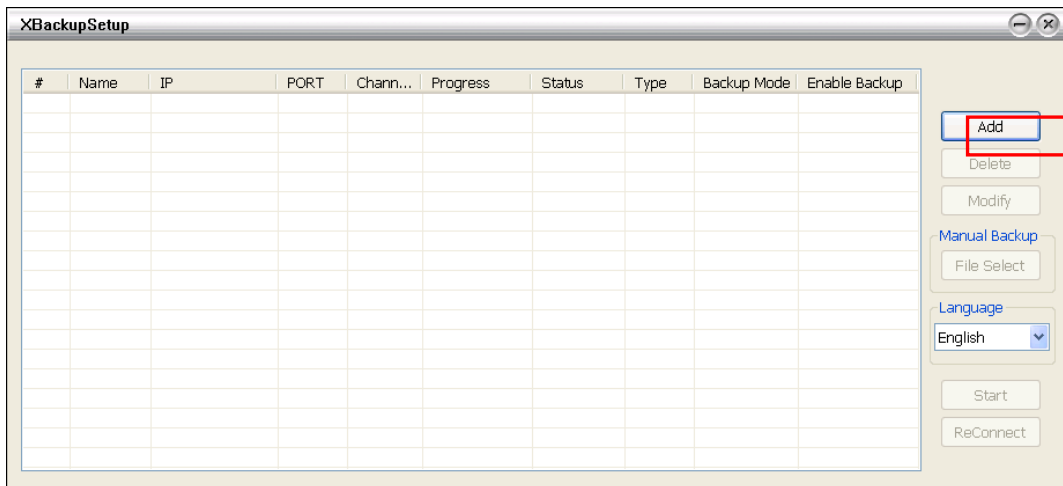 XBackupSetup
# Name IP PORT Chann... Progress Status Type Backup Mode Enable Backup
Add
Delete
Modify
Manual Backup
File Select
Language
English
Start
ReConnect